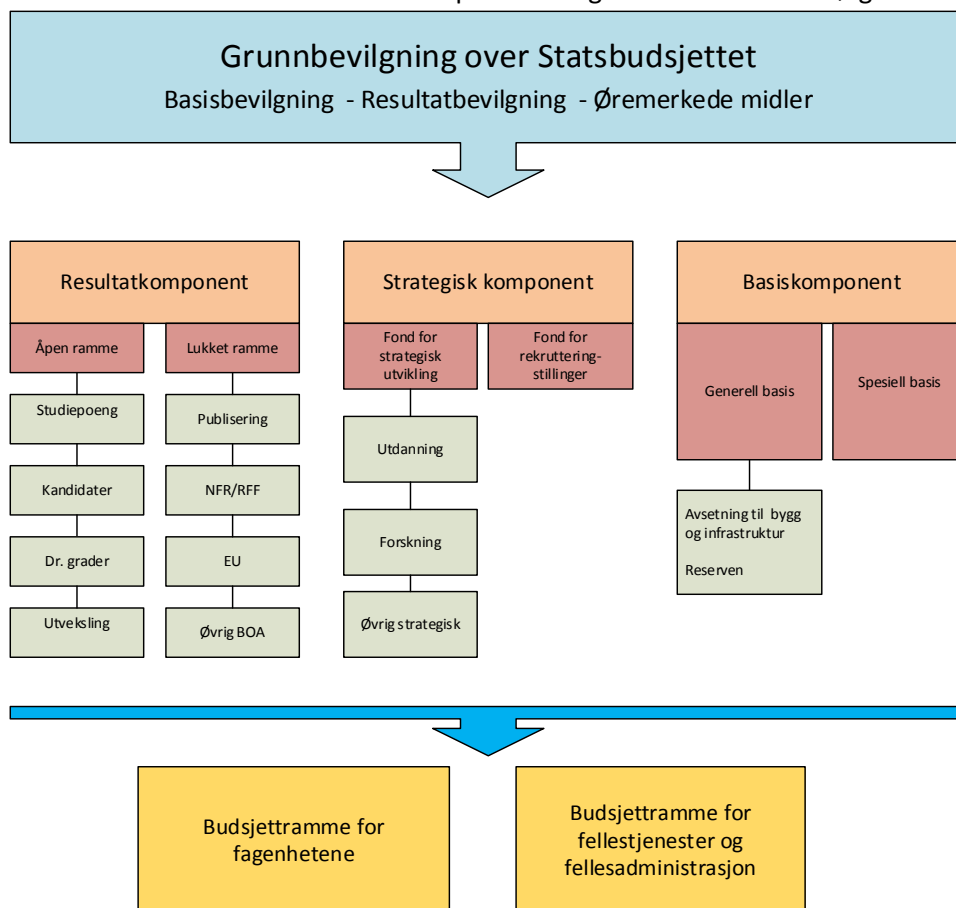 Grunnbevilgning over Statsbudsjettet
Basisbevilgning - Resultatbevilgning - Øremerkede midler
Resultatkomponent
Åpen ramme
Lukket ramme
Studiepoeng
Publisering
Kandidater
NFR/RFF
Dr. grader
EU
Utveksling
Øvrig BOA
Strategisk komponent
Fond for
strategisk
utvikling
Fond for
rekruttering-
stillinger
Utdanning
Forskning
Øvrig strategisk
Basiskomponent
Generell basis
Spesiell basis
Avsetning til bygg
og infrastruktur
Reserven
Budsjettramme for
fagenhetene
Budsjettramme for
fellestjenester og
fellesadministrasjon